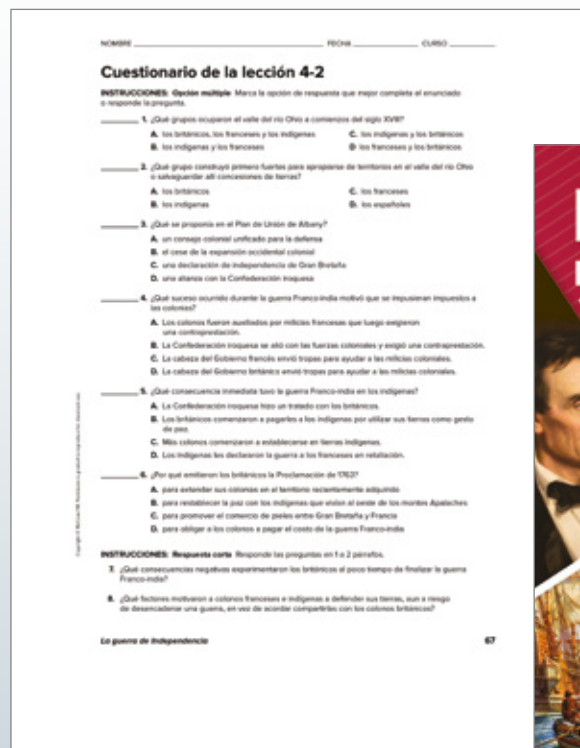 NOMBRE FECHA CURSO
Cuestionario de la lección 4-2
INSTRUCCIONES: Opción múltiple Marca la opción de respuesta que mejor completa el enunciado
o responde la pregunta.
1. ¿Qué grupos ocuparon el valle del río Ohio a comienzos del siglo XVIII?
A. los británicos, los franceses y los indígenas
C. los indígenas y los británicos
B. los indígenas y los franceses
D los franceses y los británicos
2. ¿Qué grupo construyó primero fuertes para apropiarse de territorios en el valle del río Ohio
o salvaguardar allí concesiones de tierras?
A. los británicos
C. los franceses
B. los indígenas
D. los españoles
3. ¿Qué se proponía en el Plan de Unión de Albany?
A. un consejo colonial unificado para la defensa
B. el cese de la expansión occidental colonial
C. una declaración de independencia de Gran Bretaña
D. una alianza con la Confederación iroquesa
4. ¿Qué suceso ocurrido durante la guerra Franco-india motivó que se impusieran impuestos a
las colonias?
A. Los colonos fueron auxiliados por milicias francesas que luego exigieron
una contraprestación.
B. La Confederación iroquesa se alió con las fuerzas coloniales y exigió una contraprestación.
C. La cabeza del Gobierno francés envió tropas para ayudar a las milicias coloniales.
D. La cabeza del Gobierno británico envió tropas para ayudar a las milicias coloniales.
5. ¿Qué consecuencia inmediata tuvo la guerra Franco-india en los indígenas?
A. La Confederación iroquesa hizo un tratado con los británicos.
B. Los británicos comenzaron a pagarles a los indígenas por utilizar sus tierras como gesto
de paz.
C. Más colonos comenzaron a establecerse en tierras indígenas.
D. Los indígenas les declararon la guerra a los franceses en retaliación.
6. ¿Por qué emitieron los británicos la Proclamación de 1763?
A. para extender sus colonias en el territorio recientemente adquirido
B. para restablecer la paz con los indígenas que vivían al oeste de los montes Apalaches
C. para promover el comercio de pieles entre Gran Bretaña y Francia
D. para obligar a los colonos a pagar el costo de la guerra Franco-india
INSTRUCCIONES: Respuesta corta Responde las preguntas en 1 o 2 párrafos.
7. ¿Qué consecuencias negativas experimentaron los británicos al poco tiempo de finalizar la guerra
Franco-india?
8. ¿Qué factores motivaron a colonos franceses e indígenas a defender sus tierras, aun a riesgo
de desencadenar una guerra, en vez de acordar compartirlas con los colonos británicos?
La guerra de Independencia
67